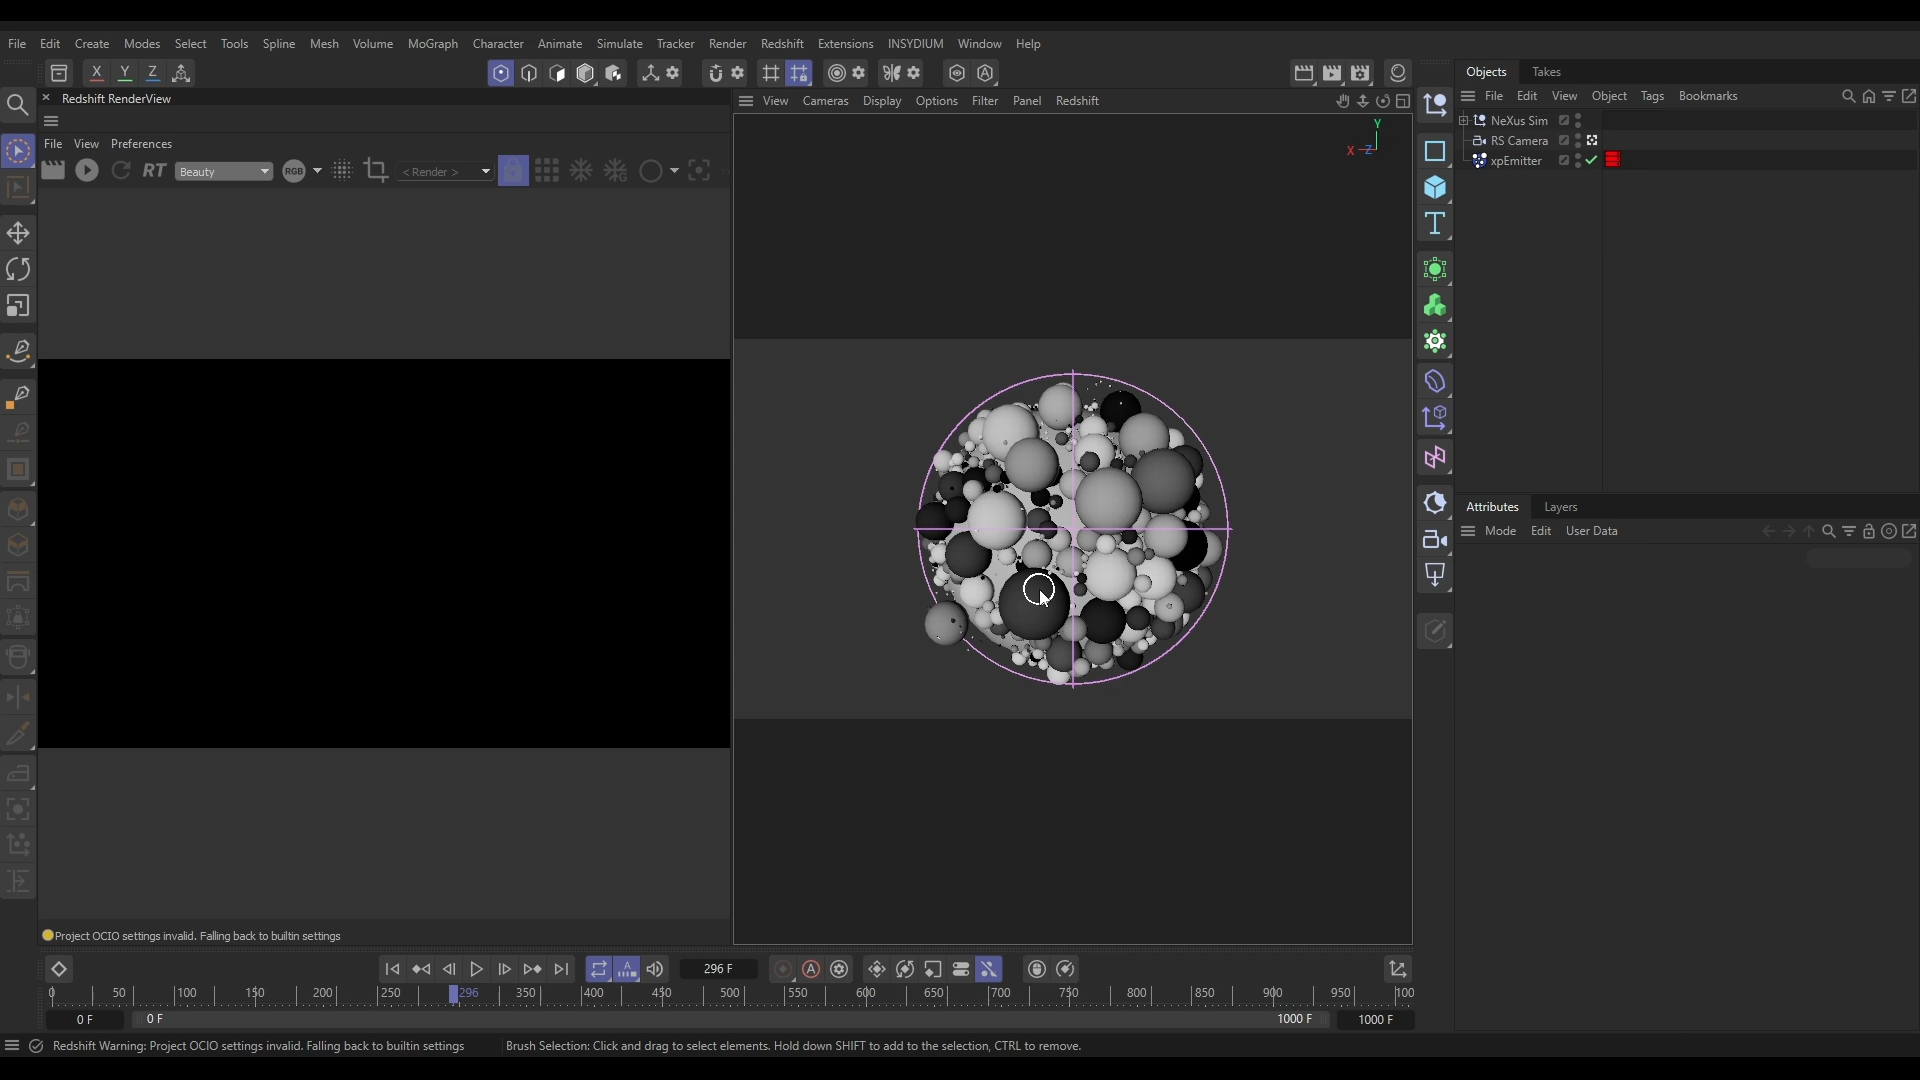 File Edit Create Modes Select Tools Spline Mesh Volume MoGraph Character Animate Simulate Tracker Render Redshift Extensions INSYDIUM Window Help
X Y Z
Objects Takes
Redshift RenderView
View Cameras Display Options Filter Panel Redshift
File Edit View Object Tags Bookmarks
NeXus Sim
RS Camera
xpEmitter
File View Preferences
RT Beauty RGB < Render >
Y
X Z
Attributes Layers
Mode Edit User Data
Project OCIO settings invalid. Falling back to builtin settings
296 F
0 50 100 150 200 250 296 350 400 450 500 550 600 650 700 750 800 850 900 950 100
0 F 0 F 1000 F 1000 F
Redshift Warning: Project OCIO settings invalid. Falling back to builtin settings Brush Selection: Click and drag to select elements. Hold down SHIFT to add to the selection, CTRL to remove.